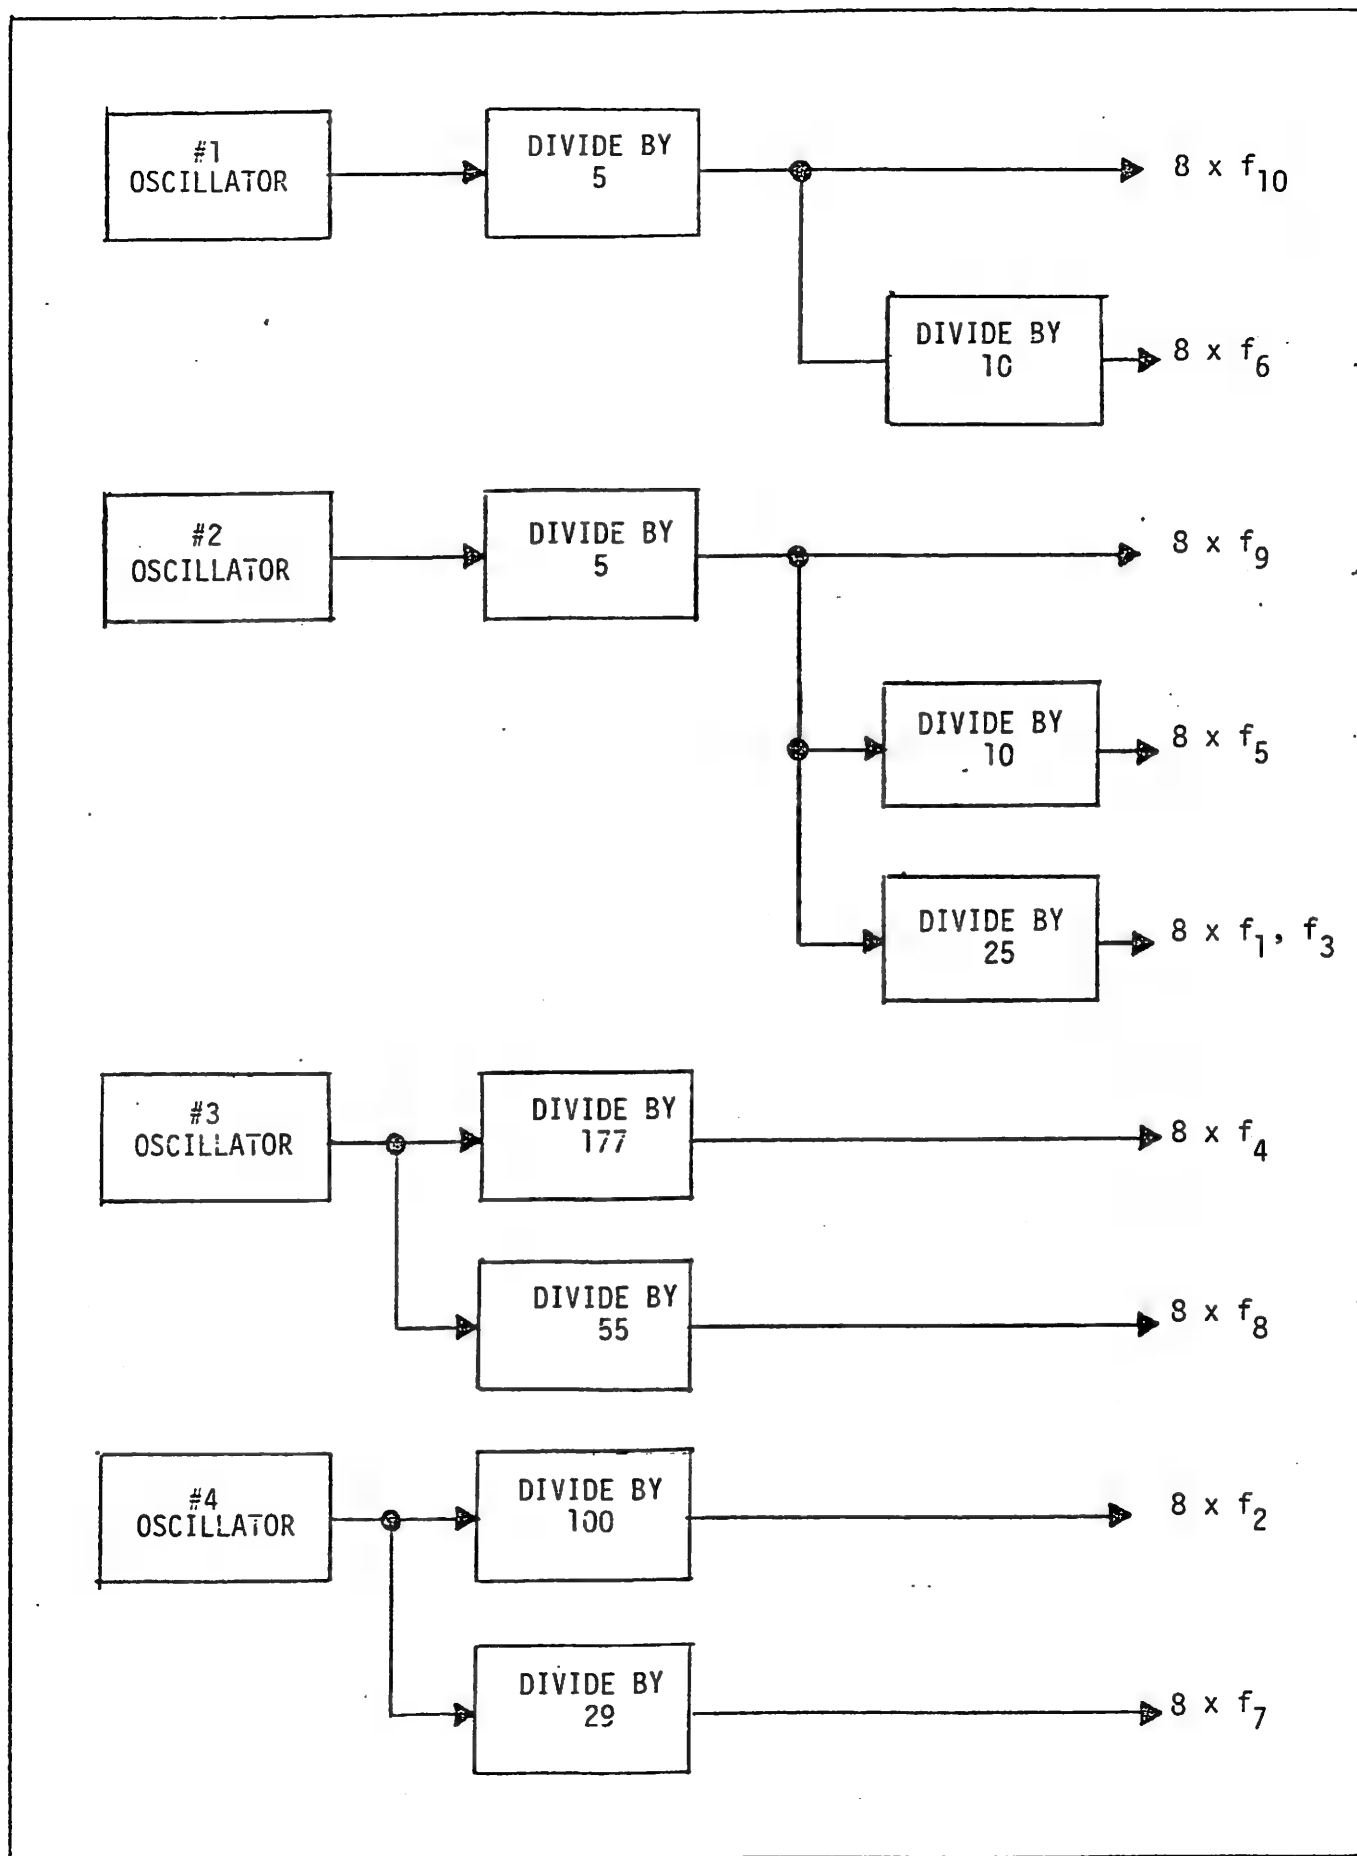 #1
OSCILLATOR
DIVIDE BY
5
8 x f10
DIVIDE BY
10
8 x f6
#2
OSCILLATOR
DIVIDE BY
5
8 x f9
DIVIDE BY
10
8 x f5
DIVIDE BY
25
8 x f1, f3
#3
OSCILLATOR
DIVIDE BY
177
8 x f4
DIVIDE BY
55
8 x f8
#4
OSCILLATOR
DIVIDE BY
100
8 x f2
DIVIDE BY
29
8 x f7